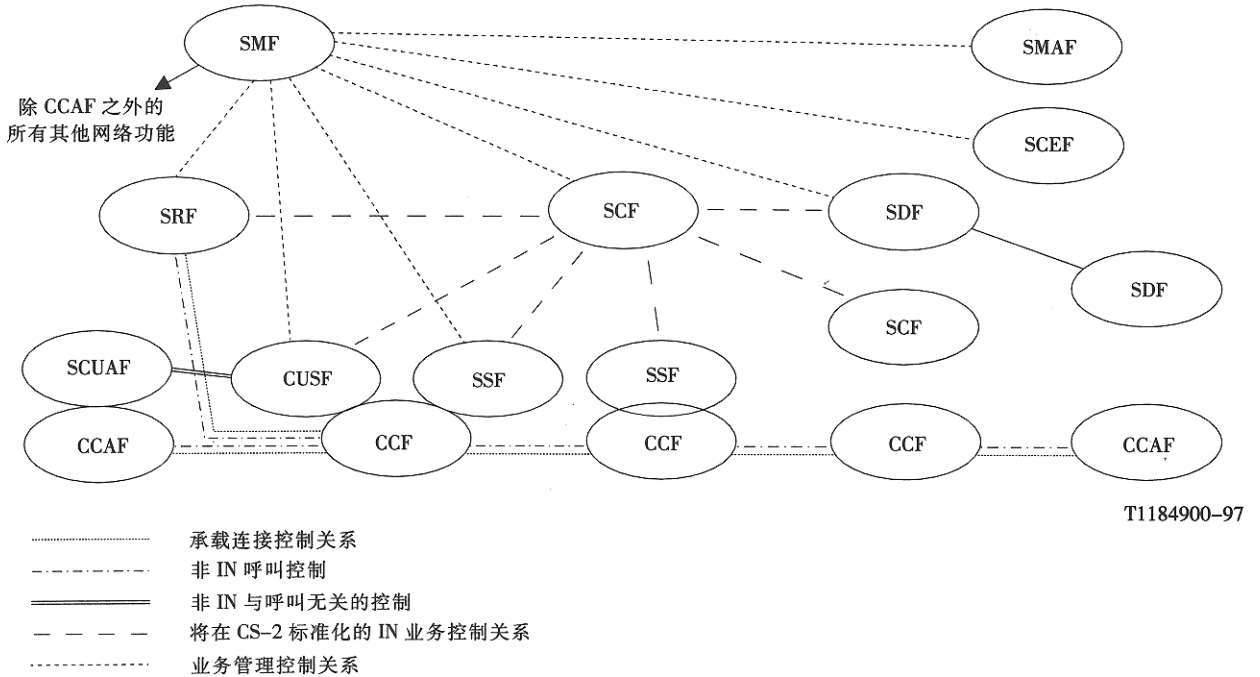 SMF
SMAF
除 CCAF 之外的
所有其他网络功能
SCEF
SRF
SCF
SDF
SDF
SCF
SCUAF
CUSF
SSF
SSF
CCAF
CCF
CCF
CCF
CCAF
T1184900–97
承载连接控制关系
非 IN 呼叫控制
非 IN 与呼叫无关的控制
将在 CS–2 标准化的 IN 业务控制关系
业务管理控制关系